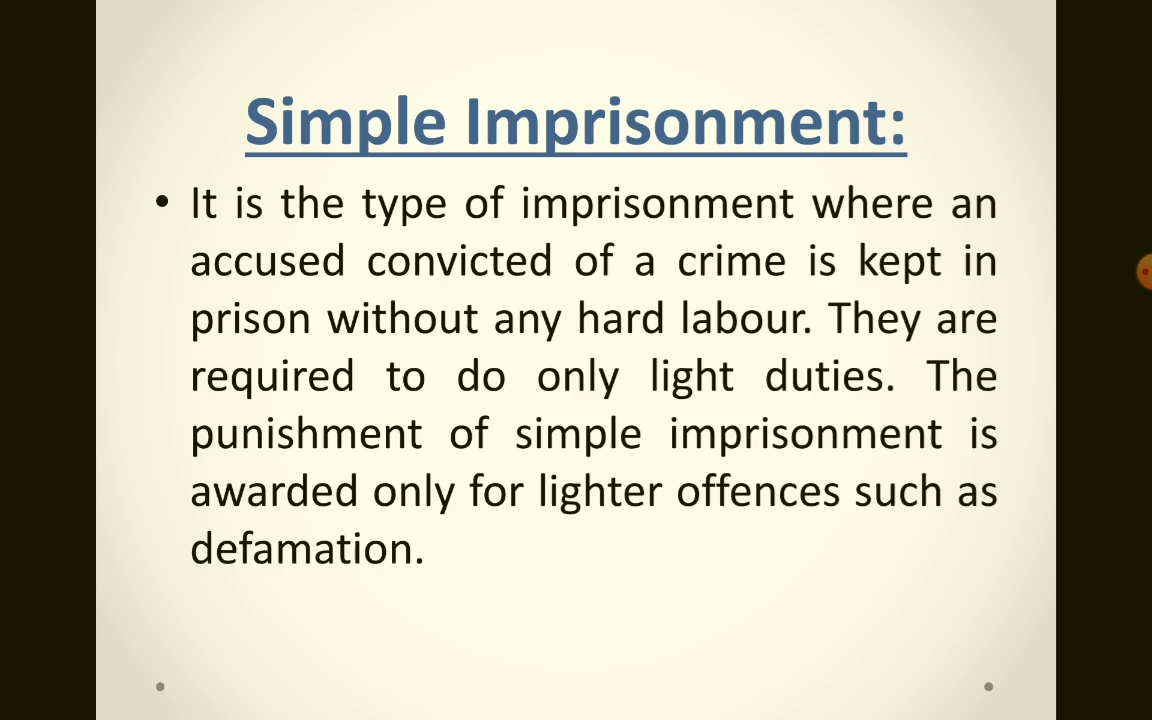 Simple Imprisonment:
• It is the type of imprisonment where an
accused convicted of a crime is kept in
prison without any hard labour. They are
required to do only light duties. The
punishment of simple imprisonment is
awarded only for lighter offences such as
defamation.